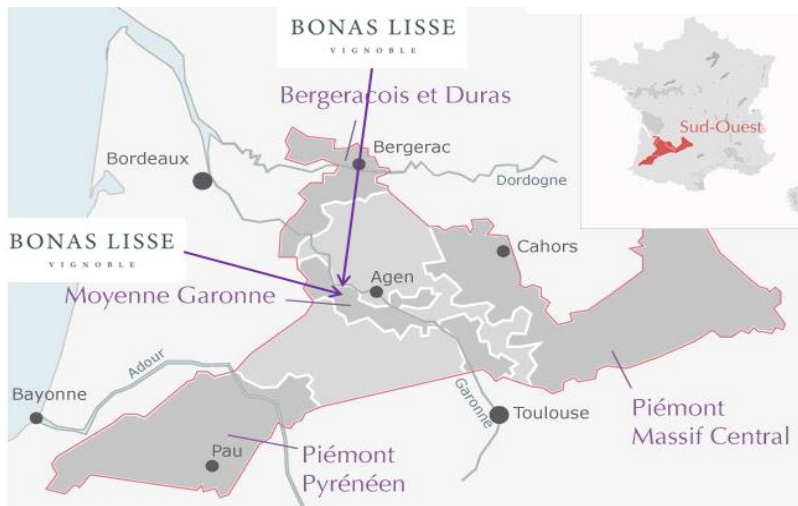 BONAS LISSE
VIGNOBLE
Bergeracois et Duras
Sud-Ouest
Bordeaux
Bergerac
Dordogne
BONAS LISSE
VIGNOBLE
Cahors
Agen
Moyenne Garonne
Adour
Bayonne
Garonne
Toulouse
Piémont
Massif Central
Pau
Piémont
Pyrénéen